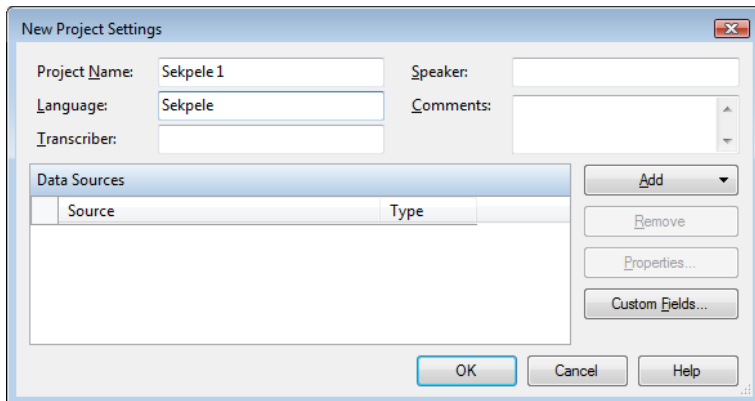 New Project Settings
Project Name: Sekpele 1 Speaker:
Language: Sekpele Comments:
Transcriber:
Data Sources Add
Source Type
Remove
Properties...
Custom Fields...
OK Cancel Help